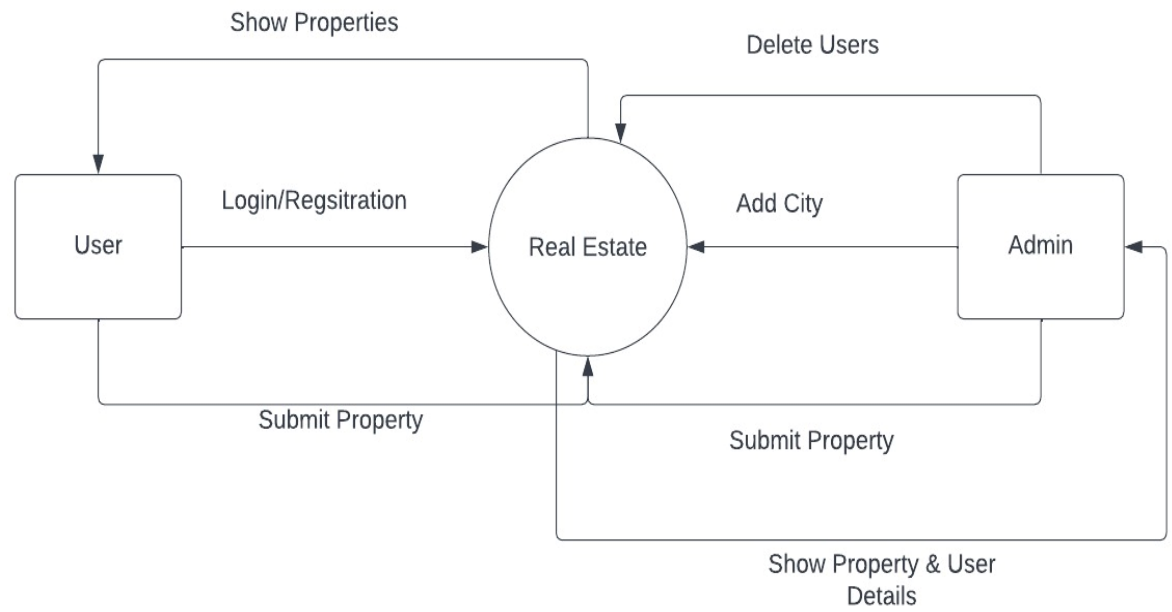 Show Properties
Delete Users
Login/Regsitration
Add City
User
Real Estate
Admin
Submit Property
Submit Property
Show Property & User
Details